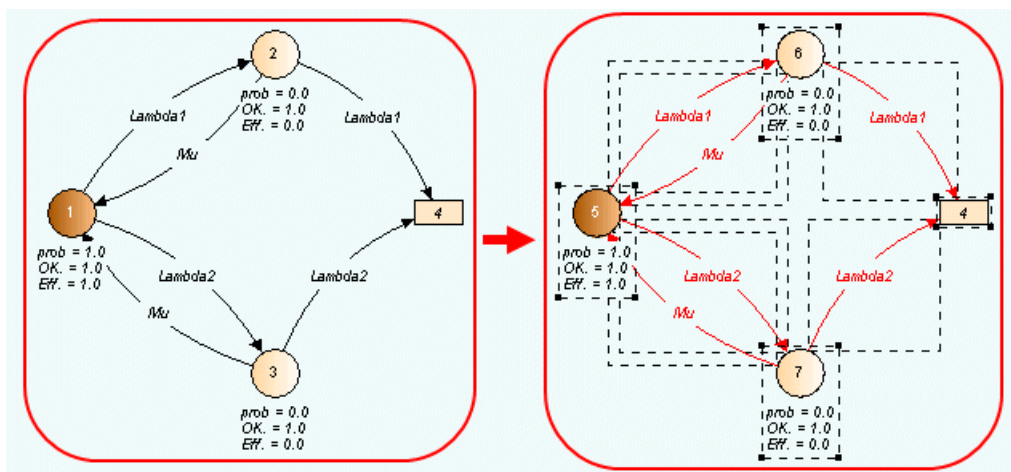 2
prob = 0.0
OK. = 1.0
Eff. = 0.0
Lambda1
Lambda1
Mu
1
prob = 1.0
OK. = 1.0
Eff. = 1.0
4
Lambda2
Lambda2
Mu
3
prob = 0.0
OK. = 1.0
Eff. = 0.0
6
prob = 0.0
OK. = 1.0
Eff. = 0.0
Lambda1
Lambda1
Mu
5
prob = 1.0
OK. = 1.0
Eff. = 1.0
4
Lambda2
Lambda2
Mu
7
prob = 0.0
OK. = 1.0
Eff. = 0.0